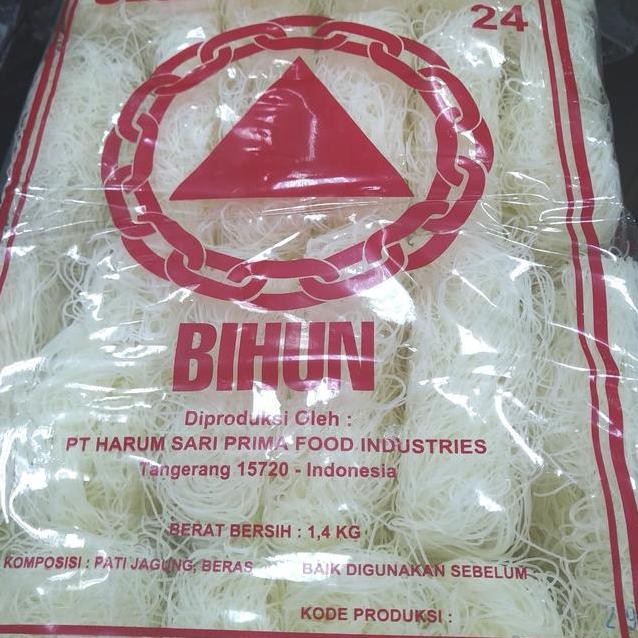 24
BIHUN
Diproduksi Oleh :
PT HARUM SARI PRIMA FOOD INDUSTRIES
Tangerang 15720 - Indonesia
BERAT BERSIH : 1,4 KG
KOMPOSISI : PATI JAGUNG, BERAS BAIK DIGUNAKAN SEBELUM
KODE PRODUKSI :